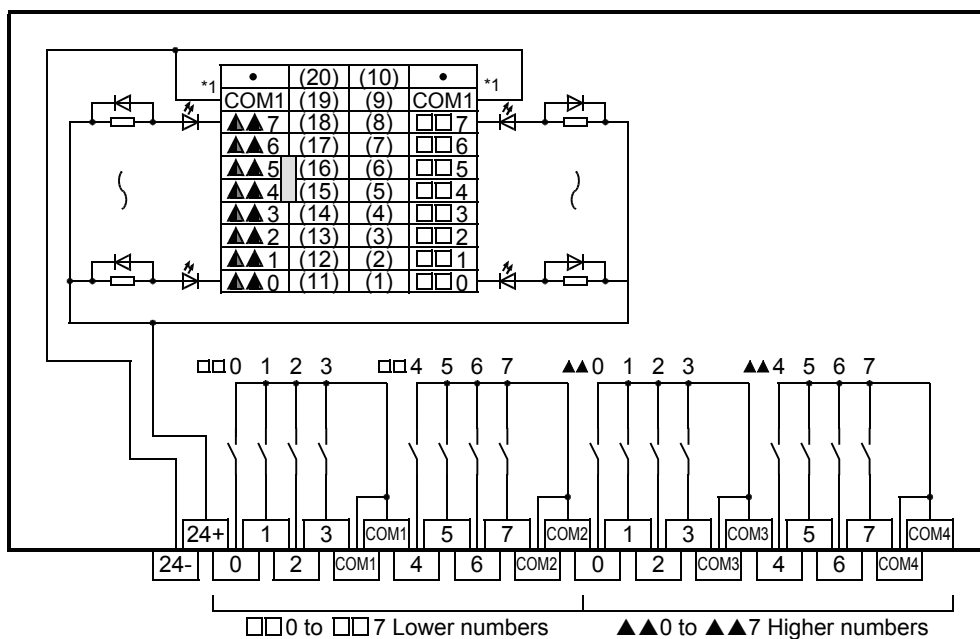 *1 • (20) (10) • *1
COM1 (19) (9) COM1
▲▲7 (18) (8) □□7
▲▲6 (17) (7) □□6
▲▲5 (16) (6) □□5
▲▲4 (15) (5) □□4
▲▲3 (14) (4) □□3
▲▲2 (13) (3) □□2
▲▲1 (12) (2) □□1
▲▲0 (11) (1) □□0
□□0 1 2 3 □□4 5 6 7 ▲▲0 1 2 3 ▲▲4 5 6 7
24+ 1 3 COM1 5 7 COM2 1 3 COM3 5 7 COM4
24- 0 2 COM1 4 6 COM2 0 2 COM3 4 6 COM4
□□0 to □□7 Lower numbers ▲▲0 to ▲▲7 Higher numbers